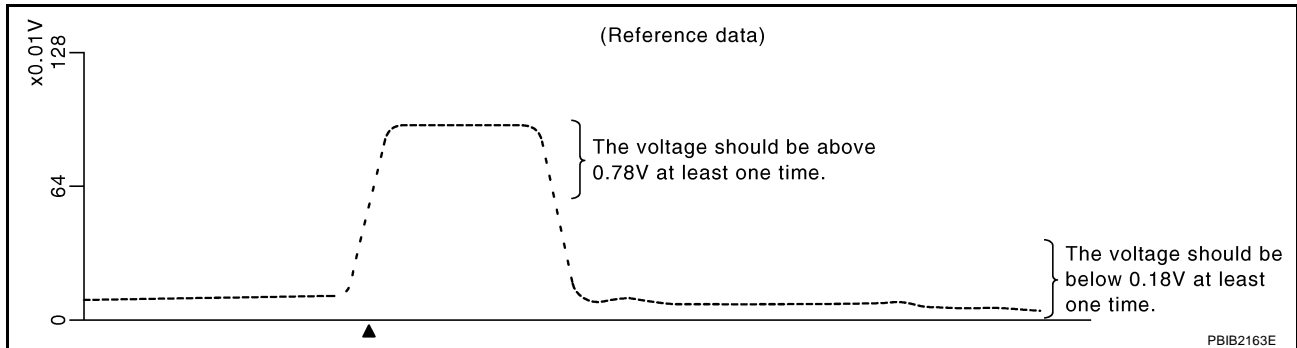 (Reference data)
x0.01V
128
64
0
The voltage should be above
0.78V at least one time.
The voltage should be
below 0.18V at least
one time.
PBIB2163E